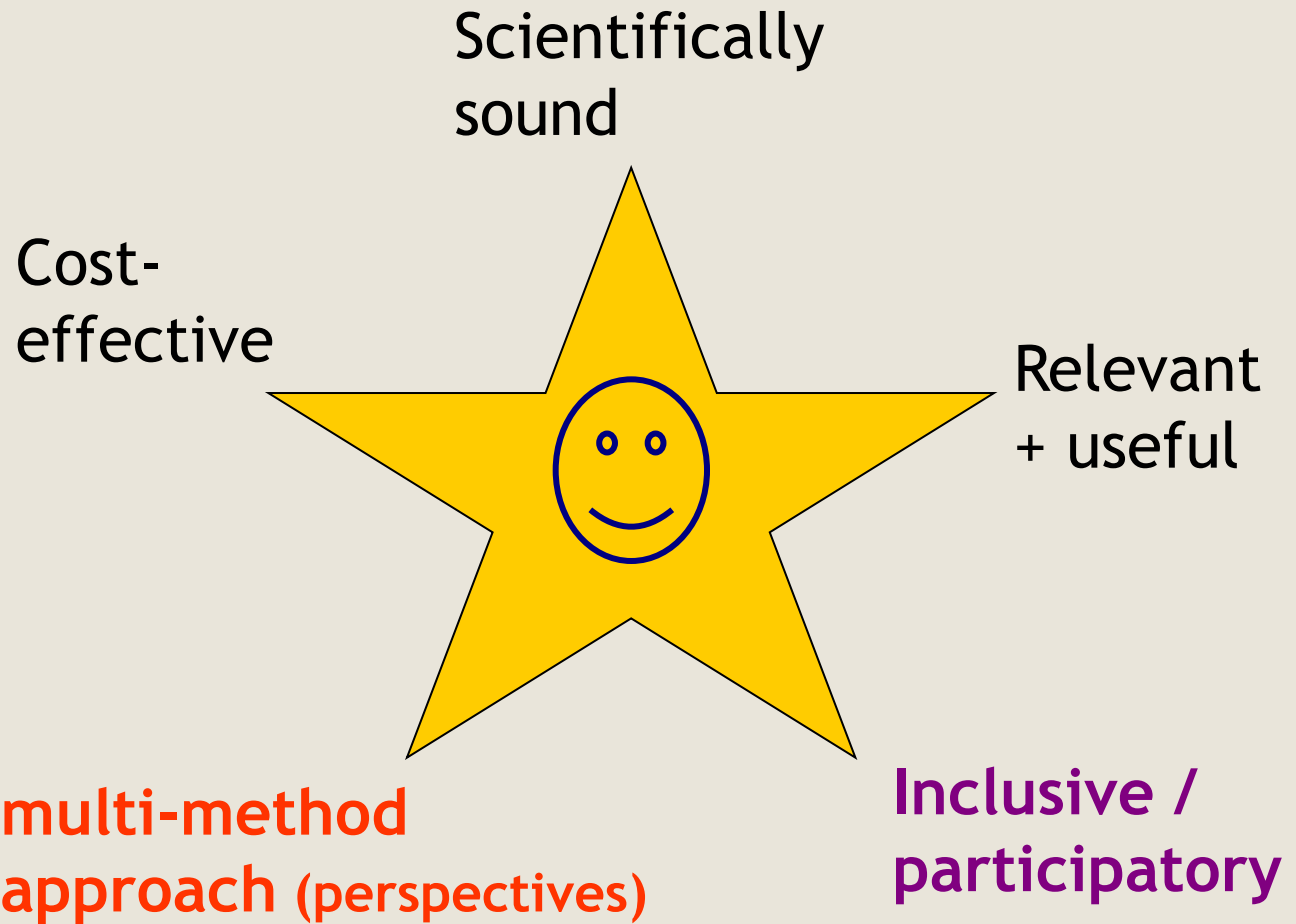 Scientifically
sound
Cost-
effective
Relevant
+ useful
multi-method
approach (perspectives)
Inclusive /
participatory